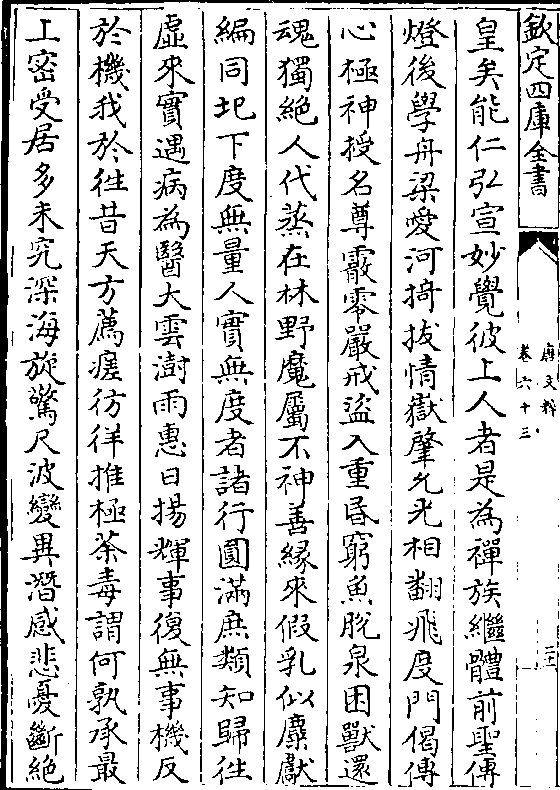 欽定四庫全書
唐文粹
卷六十三
皇矣能仁弘宣妙覺彼上人者是為禪族繼體前聖傳
燈後學舟梁愛河掎拔情獄肇允光相翻飛度門偈傳
心極神授名尊霰零嚴戒盜入重昏窮魚脫泉困獸還
魂獨絶人代蒸在林野魔屬不神善縁來假乳似麋獻
編同圯下度無量人實無度者諸行圓滿庶類知歸往
虛來實遇病為醫大雲澍雨惠日揚輝事復無事機反
於機我於徃昔天方薦瘥彷徉推極荼毒謂何孰承最
上密受居多未究深海旋驚尺波變異潛感悲憂斷絶